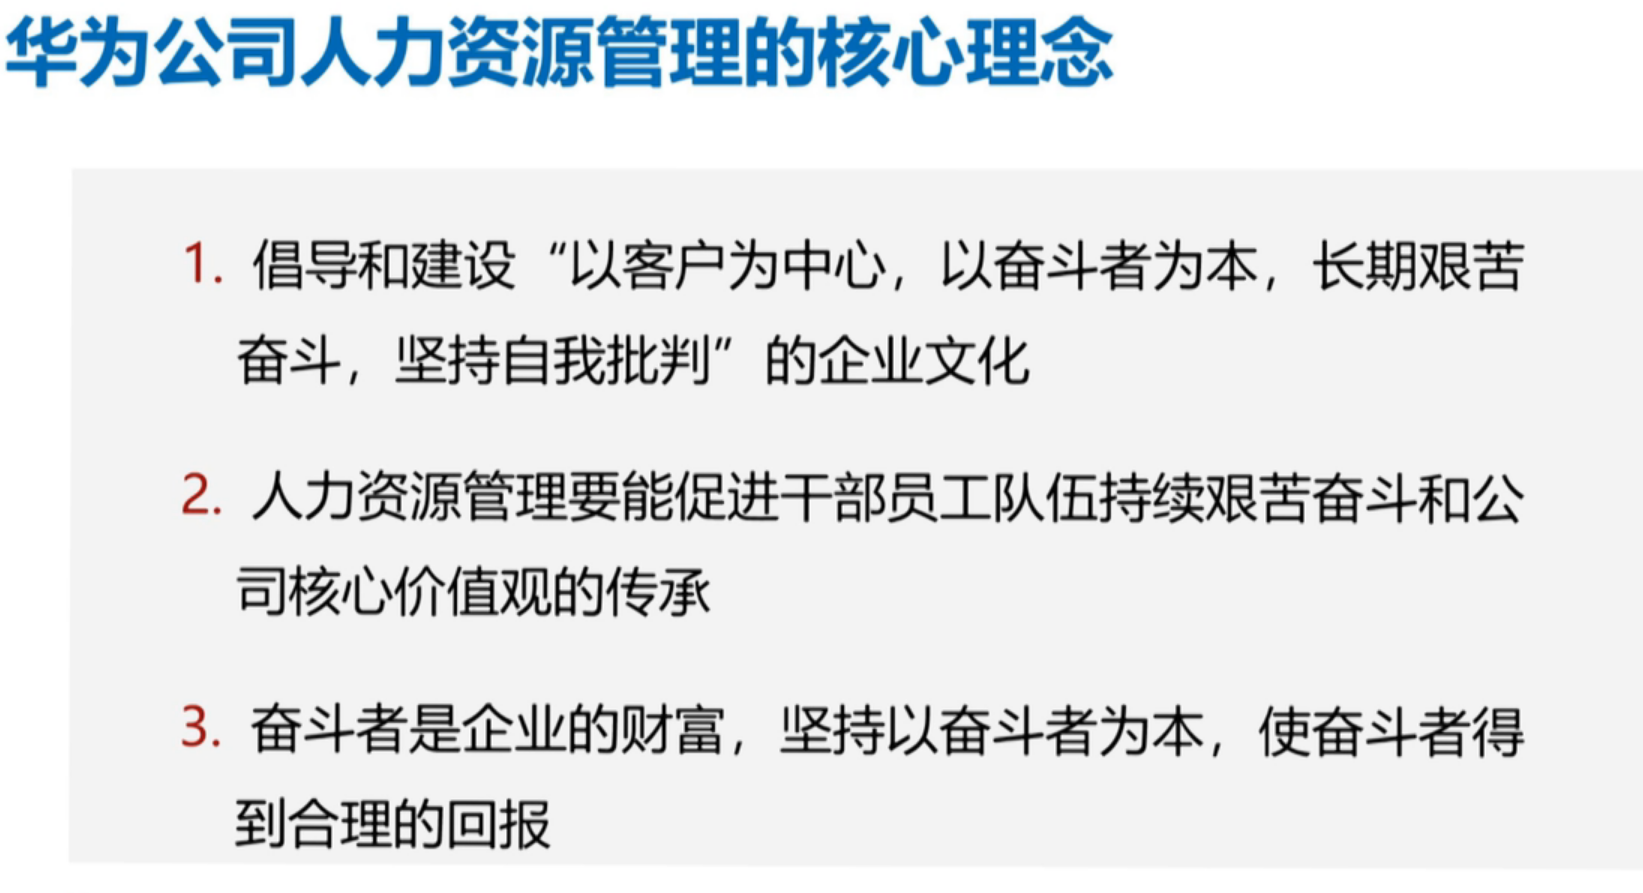 华为公司人力资源管理的核心理念
1. 倡导和建设“以客户为中心，以奋斗者为本，长期艰苦
奋斗，坚持自我批判”的企业文化
2. 人力资源管理要能促进干部员工队伍持续艰苦奋斗和公
司核心价值观的传承
3. 奋斗者是企业的财富，坚持以奋斗者为本，使奋斗者得
到合理的回报